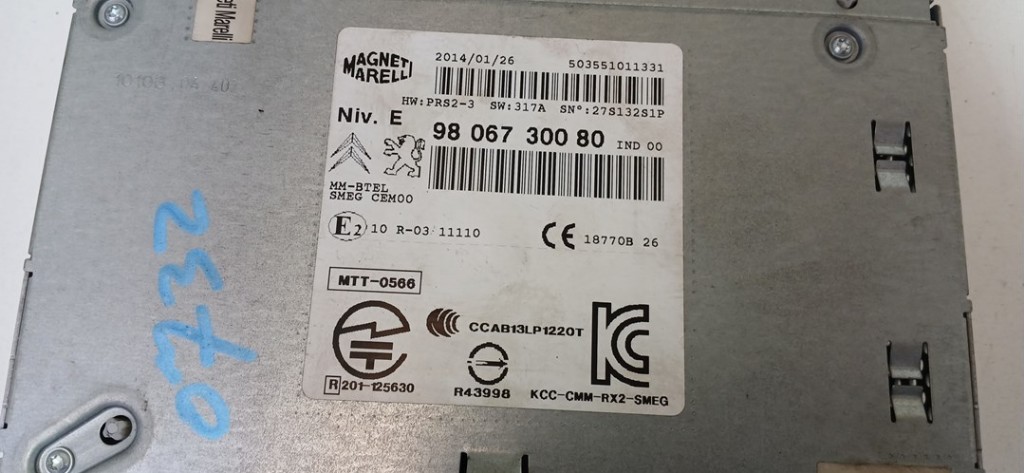 eti Marelli
MAGNETI MARELLI
2014/01/26 503551011331
HW:PRS2-3 SW:317A SN°:27S132S1P
Niv. E
98 067 300 80 IND 00
MM-BTEL
SMEG CEM00
E2 10 R-03 11110
CE 18770B 26
MTT-0566
CCAB13LP1220T
R 201-125630
R43998
KCC-CMM-RX2-SMEG
0732